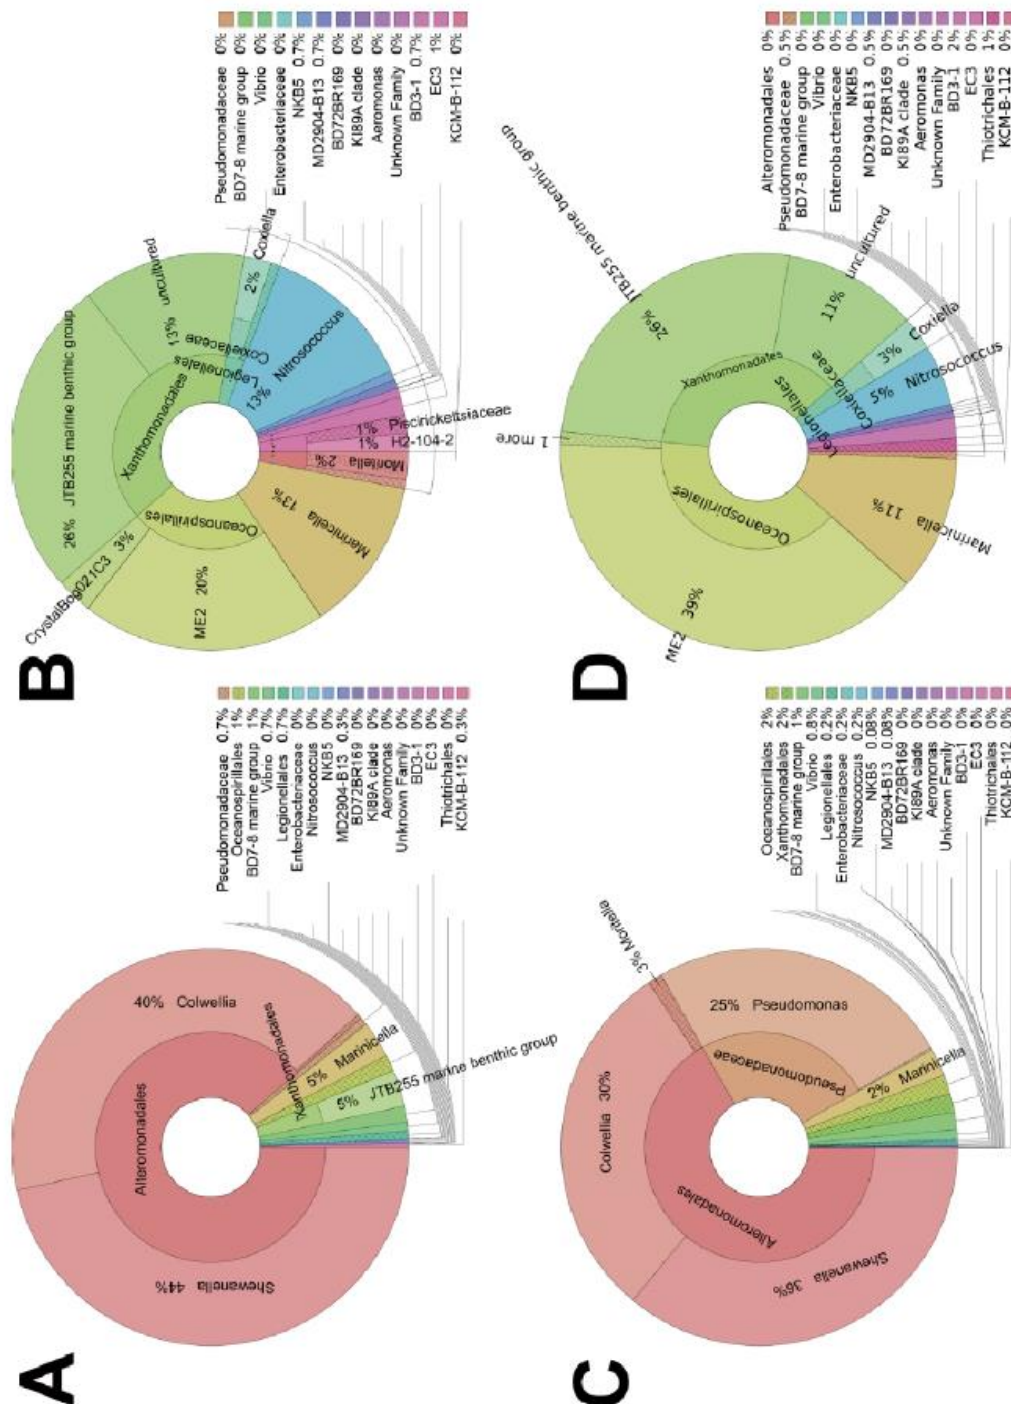 A
Alteromonadales
40% Colwellia
44% Shewanella
Xanthomonadales
5% Marinicella
5% JTB255 marine benthic group
Pseudomonadaceae 0.7%
Oceanospirillales 1%
BD7-8 marine group 1%
Vibrio 0.7%
Legionellales 0.7%
Enterobacteriaceae 0%
Nitrosococcus 0%
NKB5 0%
MD2904-B13 0.3%
BD72BR169 0%
KI89A clade 0%
Aeromonas 0%
Unknown Family 0%
BD3-1 0%
EC3 0%
Thiotrichales 0%
KCM-B-112 0.3%
B
CrystalBog021C3 3%
26% JTB255 marine benthic group
13% uncultured
Xanthomonadales
Coxiellaceae
Legionellales
2% Coxiella
13% Nitrosococcus
1% Piscirickettsiaceae
1% H2-104-2
2% Moritella
13% Marinicella
Oceanospirillales
ME2 20%
Pseudomonadaceae 0%
BD7-8 marine group 0%
Vibrio 0%
Enterobacteriaceae 0%
NKB5 0.7%
MD2904-B13 0.7%
BD72BR169 0%
KI89A clade 0%
Aeromonas 0%
Unknown Family 0%
BD3-1 0.7%
EC3 1%
KCM-B-112 0%
C
Colwellia 30%
3% Moritella
25% Pseudomonas
Pseudomonadaceae
Alteromonadales
36% Shewanella
2% Marinicella
Oceanospirillales 2%
Xanthomonadales 2%
BD7-8 marine group 1%
Vibrio 0.8%
Legionellales 0.2%
Enterobacteriaceae 0.2%
Nitrosococcus 0.2%
NKB5 0.08%
MD2904-B13 0.08%
BD72BR169 0%
KI89A clade 0%
Aeromonas 0%
Unknown Family 0%
BD3-1 0%
EC3 0%
Thiotrichales 0%
KCM-B-112 0%
D
ME2 39%
1 more
26% JTB255 marine benthic group
11% uncultured
Xanthomonadales
Oceanospirillales
Legionellales
Coxiellaceae
3% Coxiella
5% Nitrosococcus
11% Marinicella
Alteromonadales 0%
Pseudomonadaceae 0.5%
BD7-8 marine group 0%
Vibrio 0%
Enterobacteriaceae 0%
NKB5 0%
MD2904-B13 0.5%
BD72BR169 0%
KI89A clade 0.5%
Aeromonas 0%
Unknown Family 0%
BD3-1 2%
EC3 0%
Thiotrichales 1%
KCM-B-112 0%